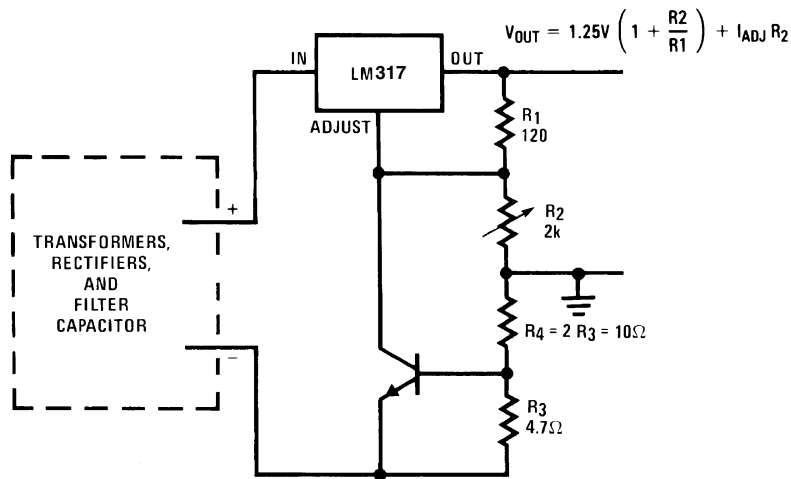 V_OUT = 1.25V (1 + R2/R1) + I_ADJ R_2
IN
LM317
OUT
ADJUST
R1
120
R2
2k
+
TRANSFORMERS,
RECTIFIERS,
AND
FILTER
CAPACITOR
–
R4 = 2 R3 = 10Ω
R3
4.7Ω